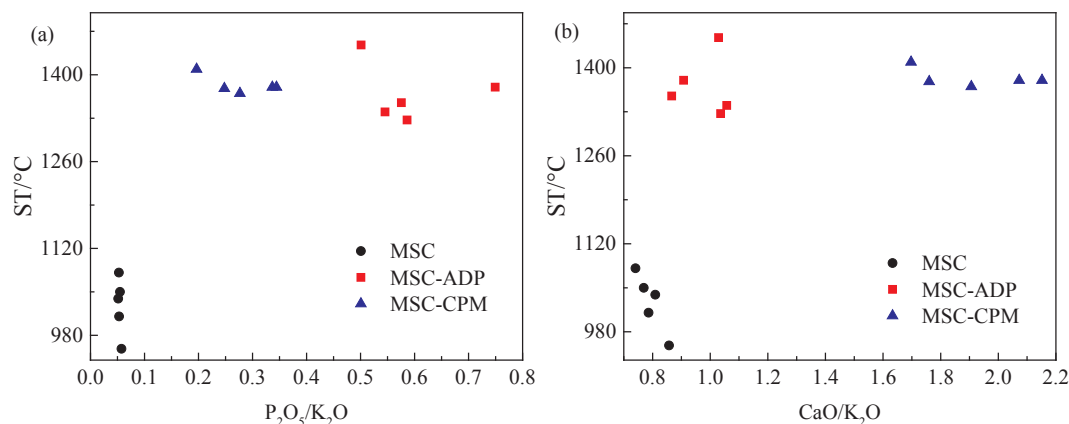 (a)
ST/°C
1400
1260
1120
980
MSC
MSC-ADP
MSC-CPM
0.0 0.1 0.2 0.3 0.4 0.5 0.6 0.7 0.8
P₂O₅/K₂O
(b)
ST/°C
1400
1260
1120
980
MSC
MSC-ADP
MSC-CPM
0.8 1.0 1.2 1.4 1.6 1.8 2.0 2.2
CaO/K₂O